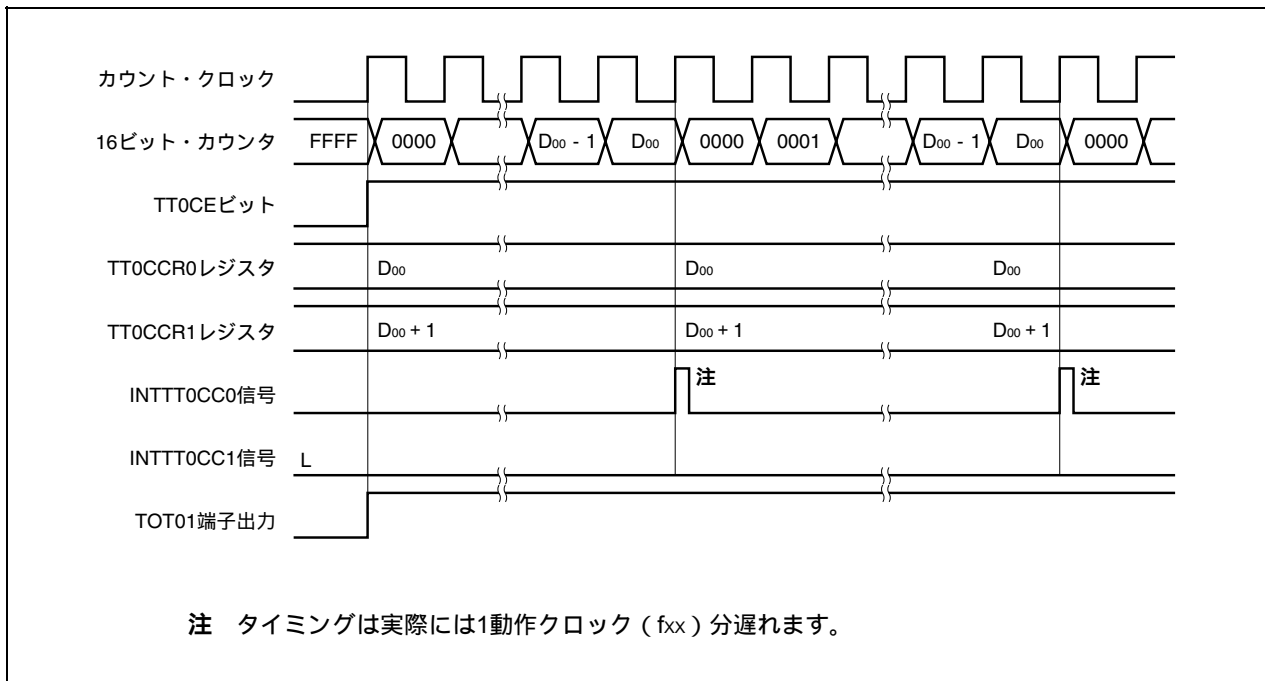 カウント・クロック
16ビット・カウンタ FFFF 0000 D00 - 1 D00 0000 0001 D00 - 1 D00 0000
TT0CEビット
TT0CCR0レジスタ D00 D00 D00
TT0CCR1レジスタ D00 + 1 D00 + 1 D00 + 1
INTTT0CC0信号 注 注
INTTT0CC1信号 L
TOT01端子出力
注 タイミングは実際には1動作クロック（fxx）分遅れます。